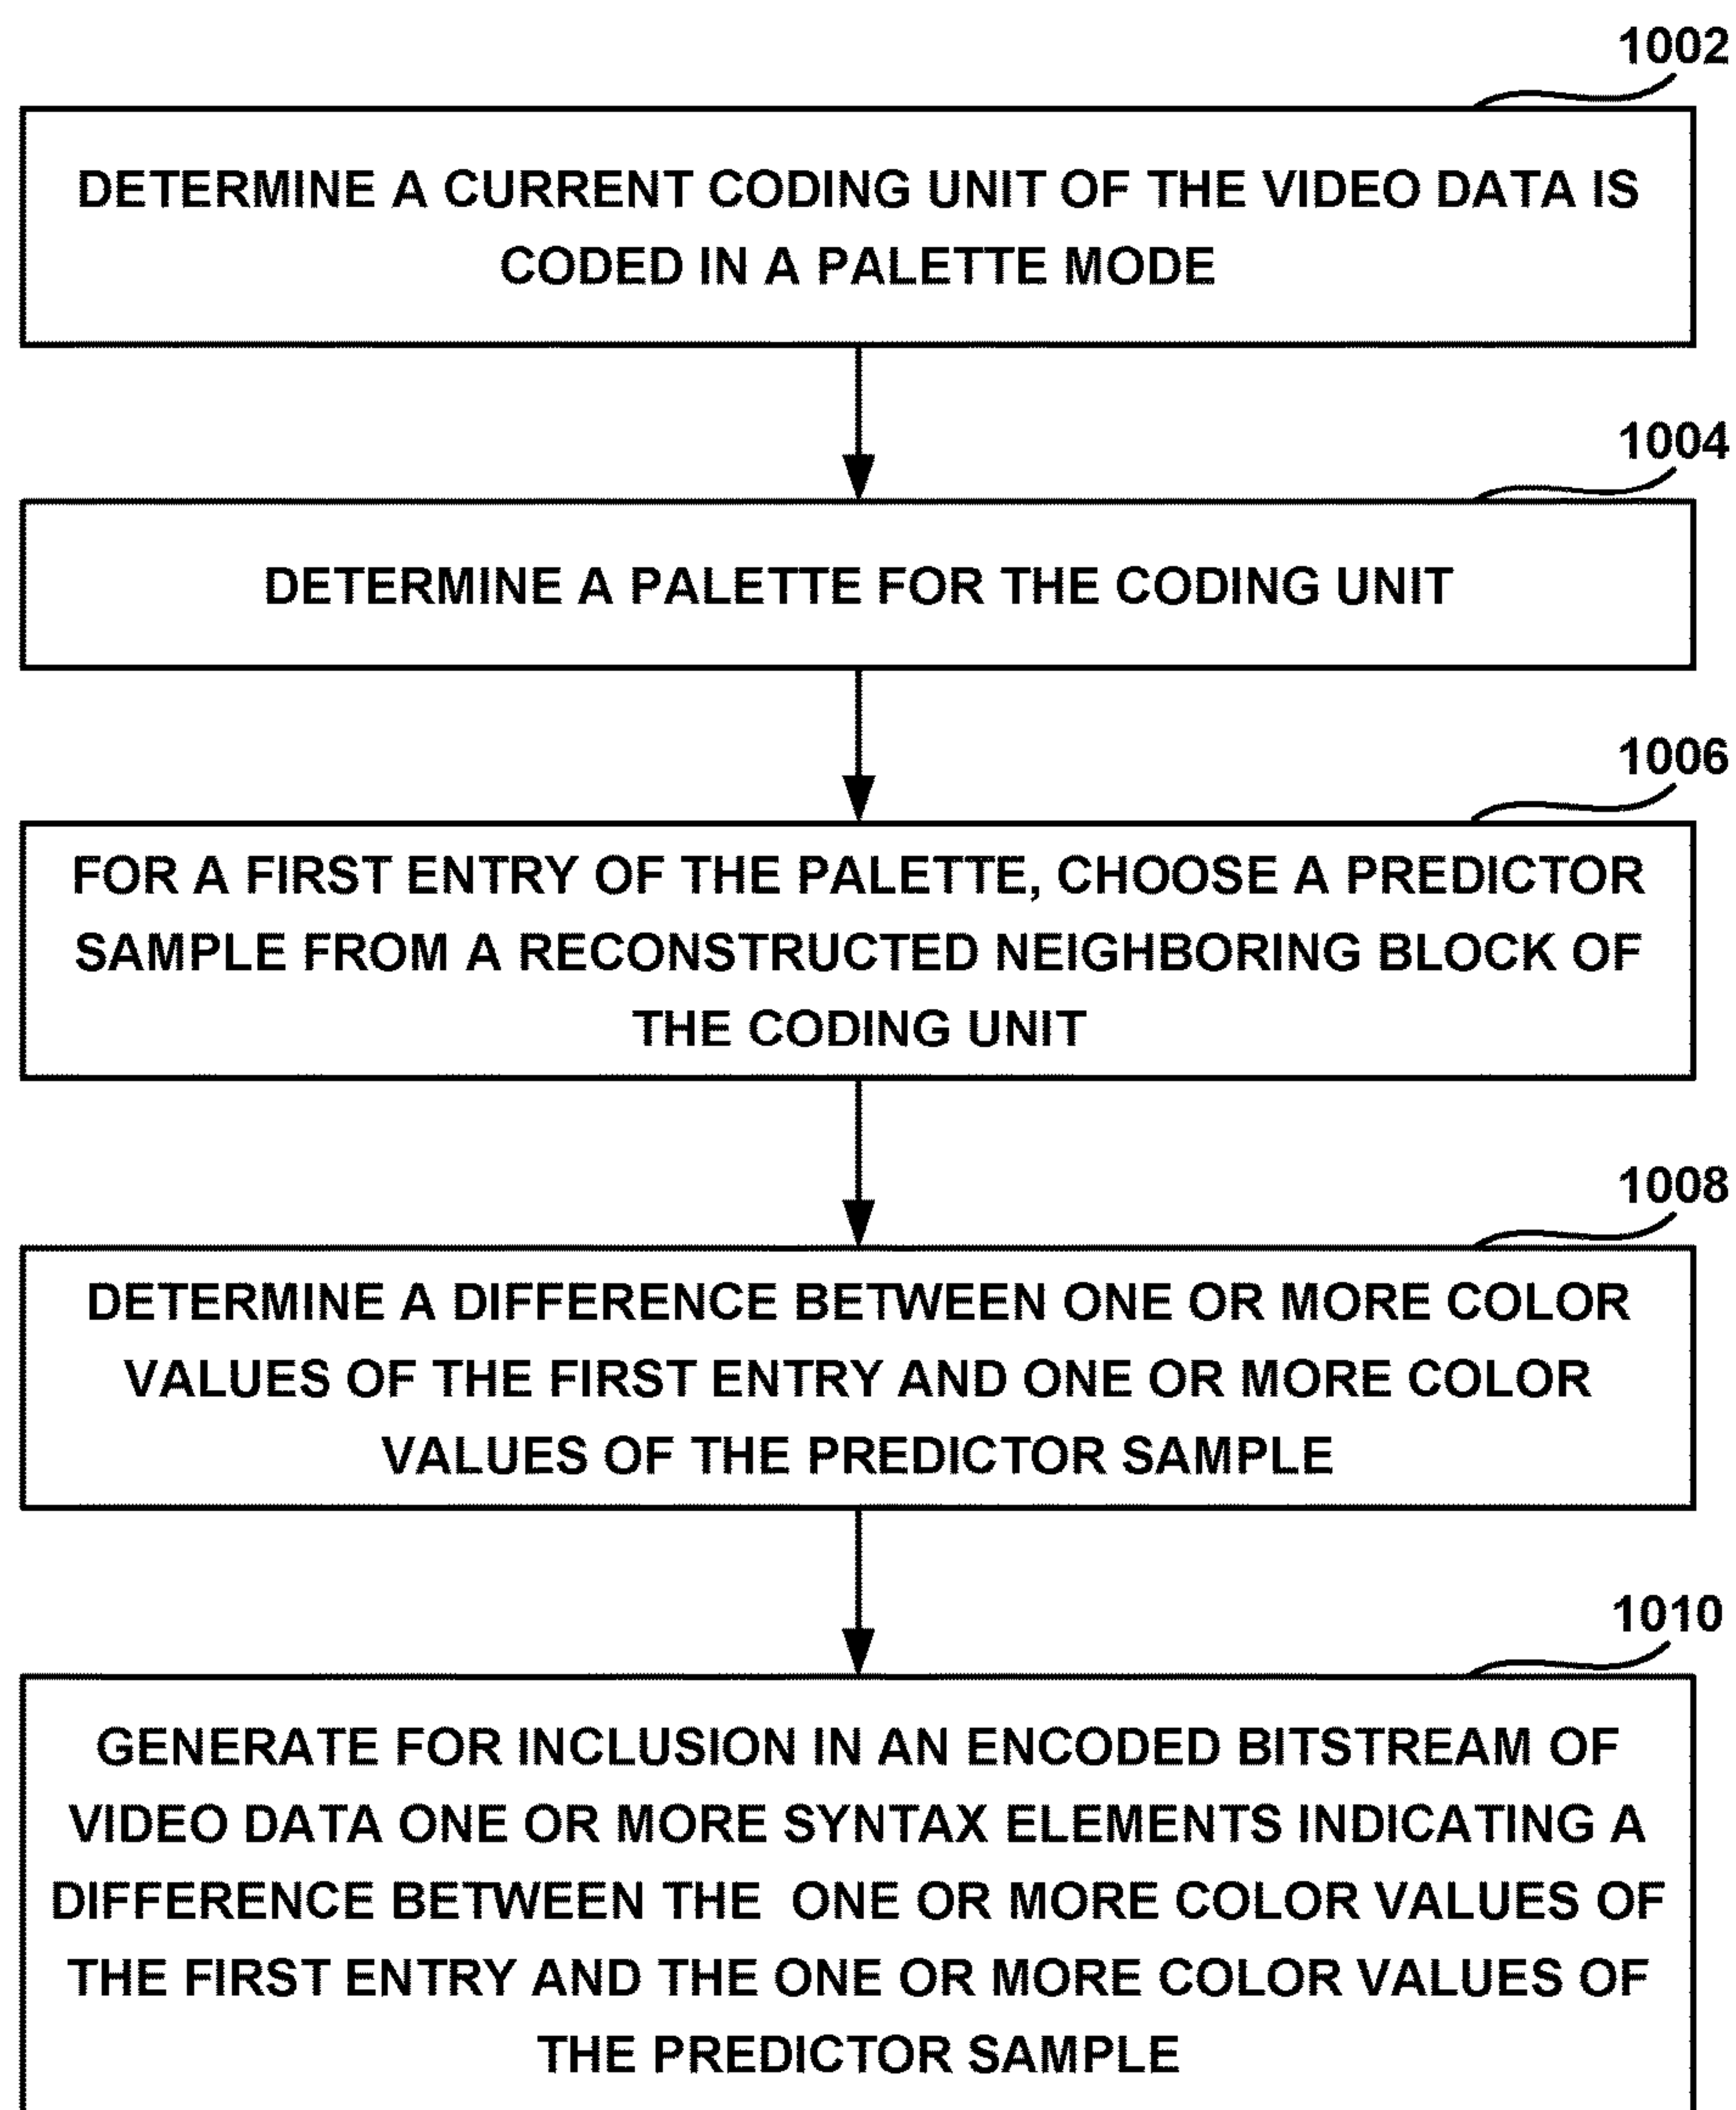 1002
DETERMINE A CURRENT CODING UNIT OF THE VIDEO DATA IS
CODED IN A PALETTE MODE
1004
DETERMINE A PALETTE FOR THE CODING UNIT
1006
FOR A FIRST ENTRY OF THE PALETTE, CHOOSE A PREDICTOR
SAMPLE FROM A RECONSTRUCTED NEIGHBORING BLOCK OF
THE CODING UNIT
1008
DETERMINE A DIFFERENCE BETWEEN ONE OR MORE COLOR
VALUES OF THE FIRST ENTRY AND ONE OR MORE COLOR
VALUES OF THE PREDICTOR SAMPLE
1010
GENERATE FOR INCLUSION IN AN ENCODED BITSTREAM OF
VIDEO DATA ONE OR MORE SYNTAX ELEMENTS INDICATING A
DIFFERENCE BETWEEN THE ONE OR MORE COLOR VALUES OF
THE FIRST ENTRY AND THE ONE OR MORE COLOR VALUES OF
THE PREDICTOR SAMPLE